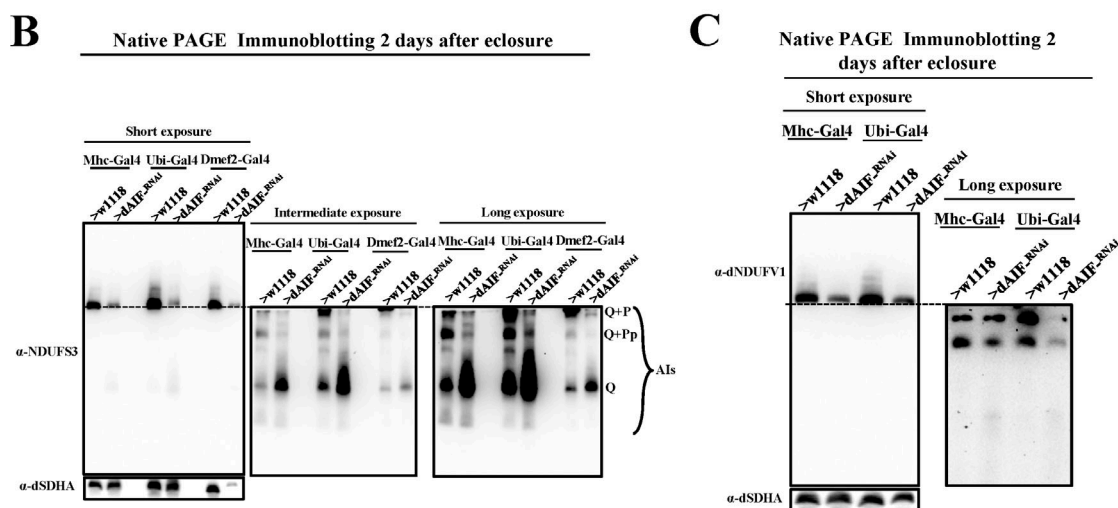 B
Native PAGE Immunoblotting 2 days after eclosure
Short exposure
Mhc-Gal4 Ubi-Gal4 Dmef2-Gal4
>w1118 >dAIF-RNAi >w1118 >dAIF-RNAi >w1118 >dAIF-RNAi
Intermediate exposure
Mhc-Gal4 Ubi-Gal4 Dmef2-Gal4
>w1118 >dAIF-RNAi >w1118 >dAIF-RNAi >w1118 >dAIF-RNAi
Long exposure
Mhc-Gal4 Ubi-Gal4 Dmef2-Gal4
>w1118 >dAIF-RNAi >w1118 >dAIF-RNAi >w1118 >dAIF-RNAi
α-NDUFS3
Q+P
Q+Pp
Q
AIs
α-dSDHA
C
Native PAGE Immunoblotting 2
days after eclosure
Short exposure
Mhc-Gal4 Ubi-Gal4
>w1118 >dAIF-RNAi >w1118 >dAIF-RNAi
Long exposure
Mhc-Gal4 Ubi-Gal4
>w1118 >dAIF-RNAi >w1118 >dAIF-RNAi
α-dNDUFV1
α-dSDHA